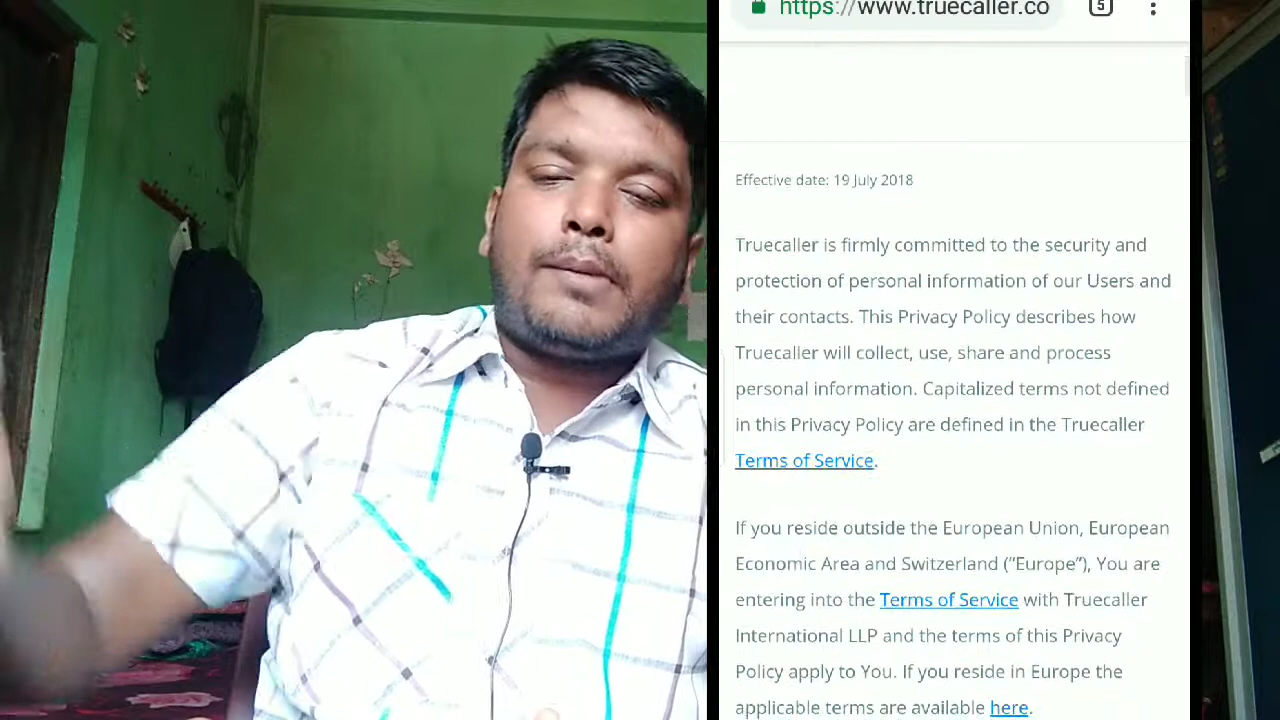 https://www.truecaller.co
5
Effective date: 19 July 2018
Truecaller is firmly committed to the security and
protection of personal information of our Users and
their contacts. This Privacy Policy describes how
Truecaller will collect, use, share and process
personal information. Capitalized terms not defined
in this Privacy Policy are defined in the Truecaller
Terms of Service.
If you reside outside the European Union, European
Economic Area and Switzerland (“Europe”), You are
entering into the Terms of Service with Truecaller
International LLP and the terms of this Privacy
Policy apply to You. If you reside in Europe the
applicable terms are available here.